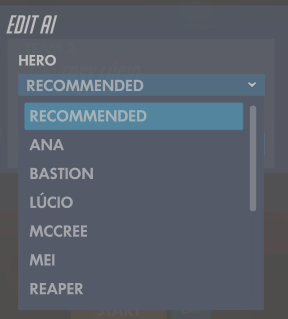 EDIT AI
HERO
RECOMMENDED
RECOMMENDED
ANA
BASTION
LÚCIO
MCCREE
MEI
REAPER